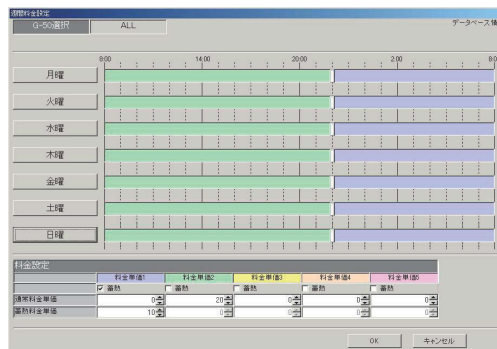 週間料金設定
G-50選択 ALL データベース情
8:00 14:00 20:00 2:00 8:0
月曜
火曜
水曜
木曜
金曜
土曜
日曜
料金設定
料金単価1 料金単価2 料金単価3 料金単価4 料金単価5
蓄熱 蓄熱 蓄熱 蓄熱 蓄熱
通常料金単価 0 20 0 0 0
蓄熱料金単価 10 0 0 0 0
OK キャンセル